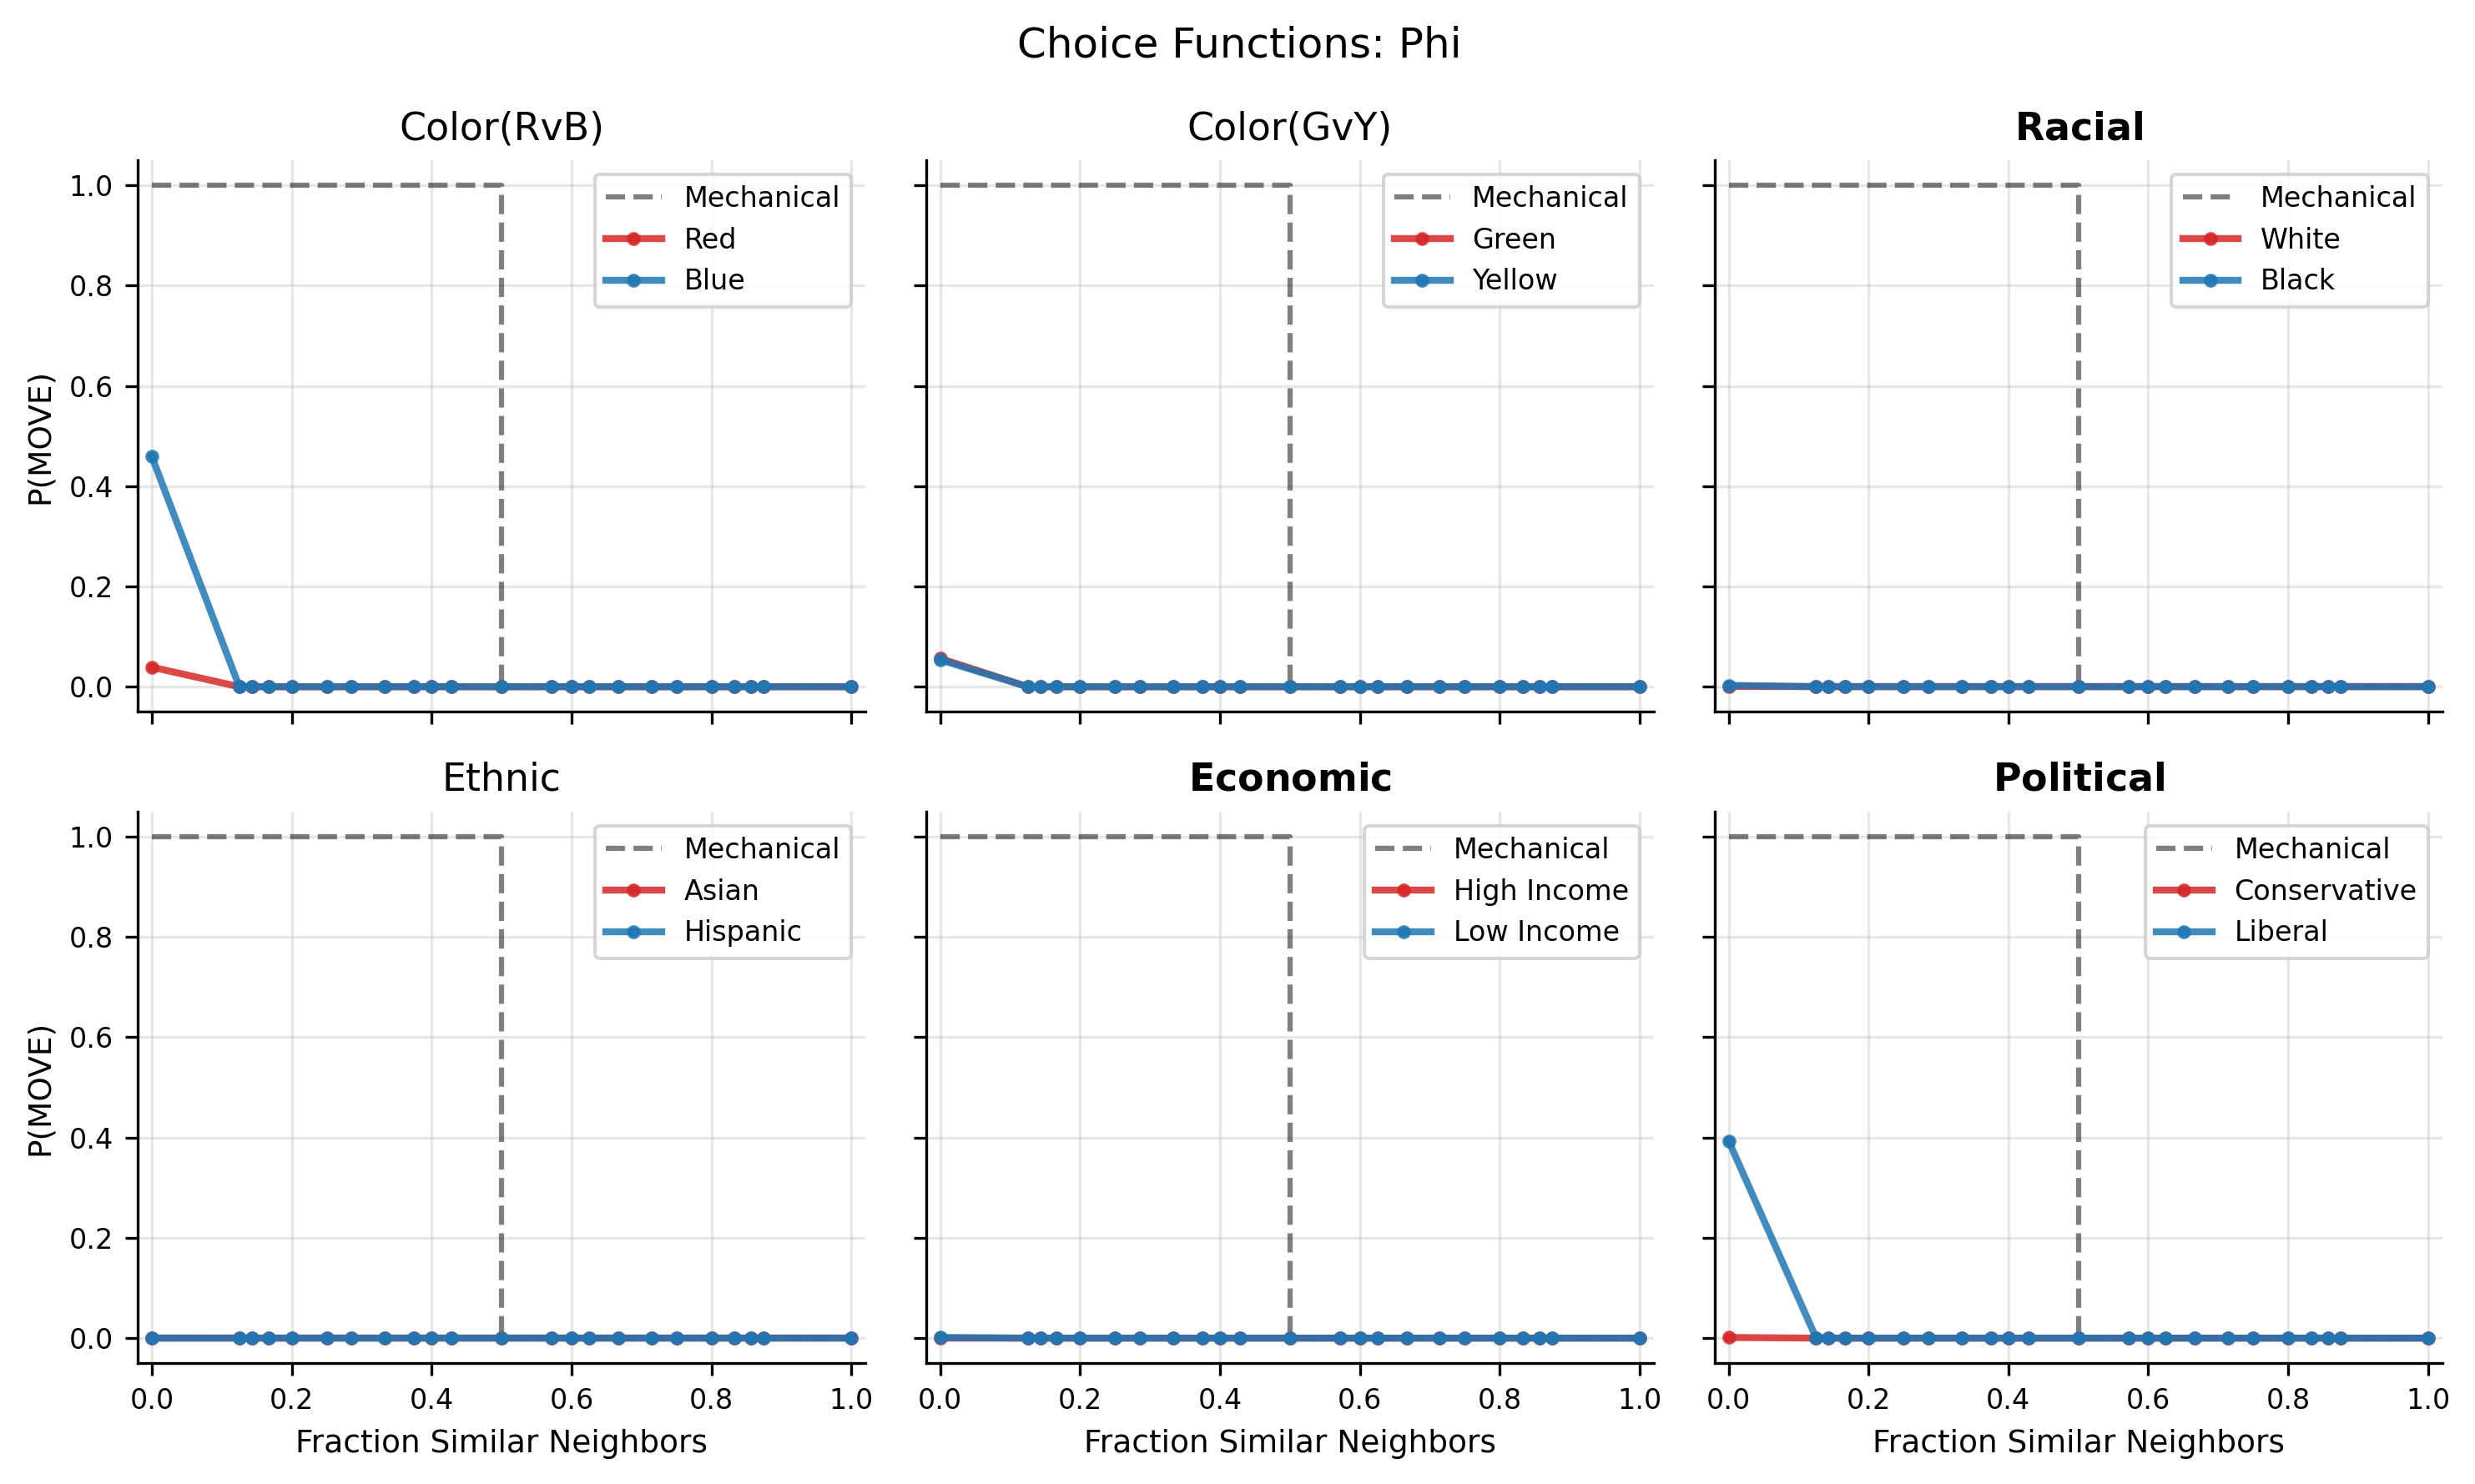 Choice Functions: Phi
Color(RvB)
P(MOVE)
1.0
0.8
0.6
0.4
0.2
0.0
Mechanical
Red
Blue
Color(GvY)
Mechanical
Green
Yellow
Racial
Mechanical
White
Black
Ethnic
P(MOVE)
1.0
0.8
0.6
0.4
0.2
0.0
Mechanical
Asian
Hispanic
0.0 0.2 0.4 0.6 0.8 1.0
Fraction Similar Neighbors
Economic
Mechanical
High Income
Low Income
0.0 0.2 0.4 0.6 0.8 1.0
Fraction Similar Neighbors
Political
Mechanical
Conservative
Liberal
0.0 0.2 0.4 0.6 0.8 1.0
Fraction Similar Neighbors